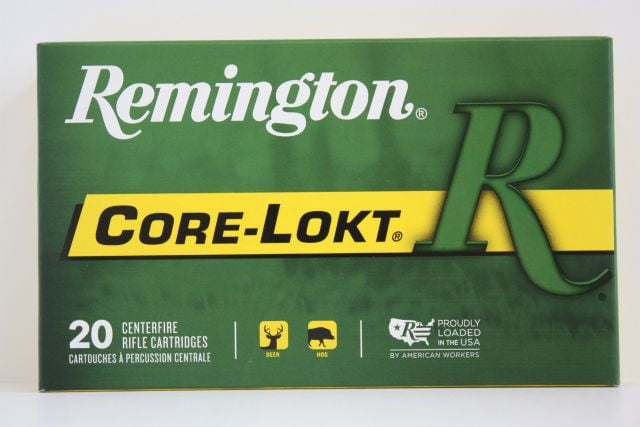 Remington®
CORE-LOKT®
R®
20 CENTERFIRE
RIFLE CARTRIDGES
CARTOUCHES À PERCUSSION CENTRALE
DEER
HOG
R
PROUDLY
LOADED
IN THE USA
BY AMERICAN WORKERS